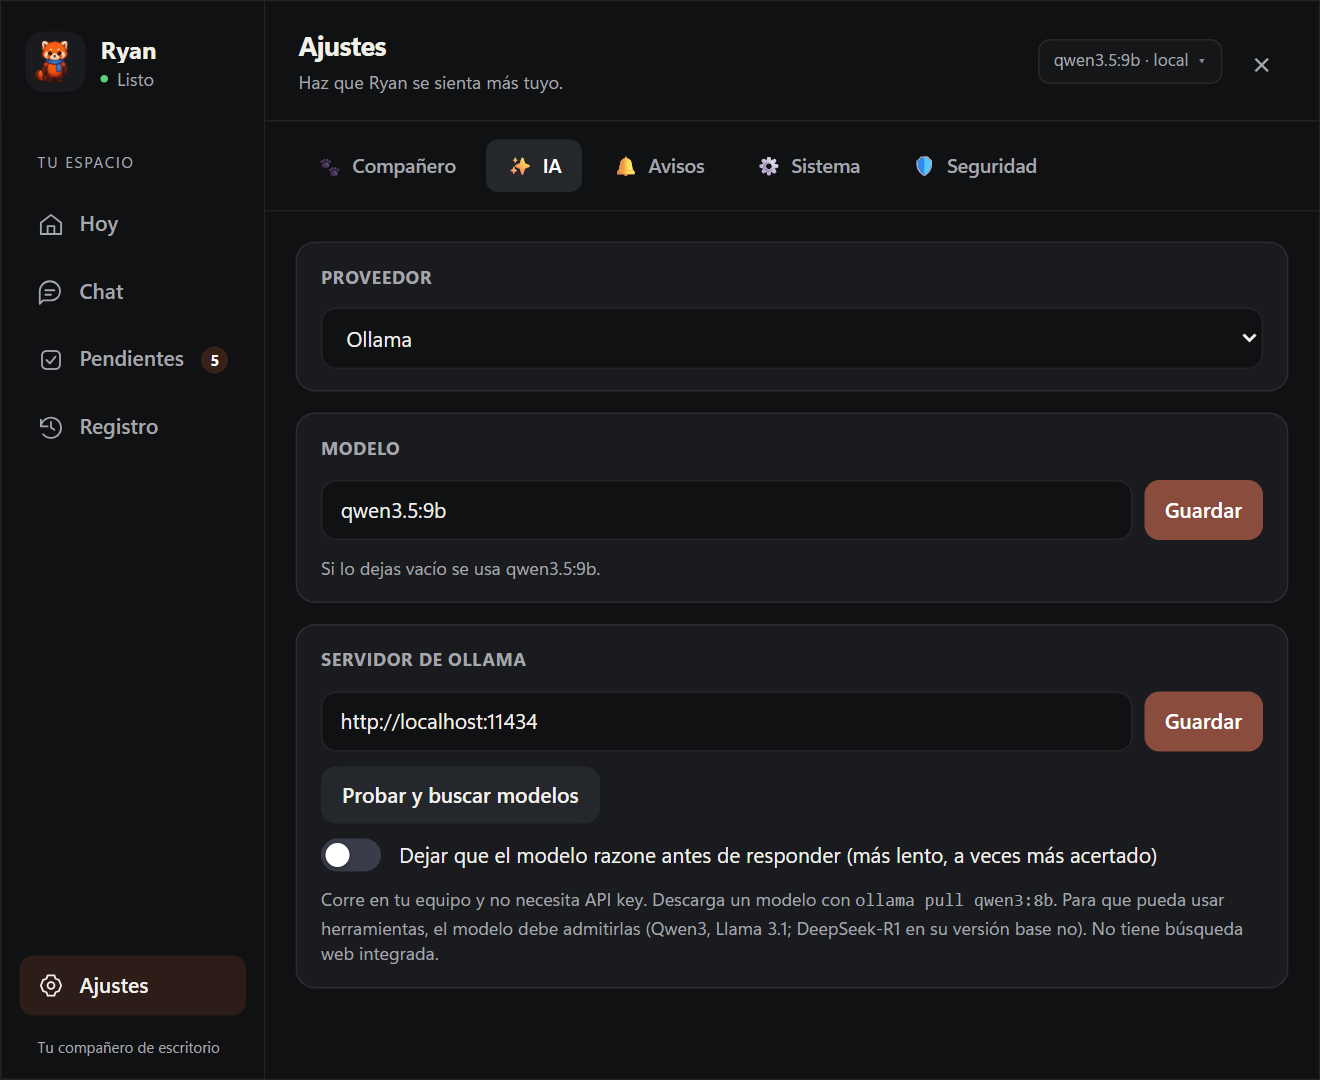 Ryan
Listo
TU ESPACIO
Hoy
Chat
Pendientes 5
Registro
Ajustes
Tu compañero de escritorio
Ajustes
Haz que Ryan se sienta más tuyo.
qwen3.5:9b · local
Compañero
IA
Avisos
Sistema
Seguridad
PROVEEDOR
Ollama
MODELO
qwen3.5:9b
Guardar
Si lo dejas vacío se usa qwen3.5:9b.
SERVIDOR DE OLLAMA
http://localhost:11434
Guardar
Probar y buscar modelos
Dejar que el modelo razone antes de responder (más lento, a veces más acertado)
Corre en tu equipo y no necesita API key. Descarga un modelo con ollama pull qwen3:8b. Para que pueda usar
herramientas, el modelo debe admitirlas (Qwen3, Llama 3.1; DeepSeek-R1 en su versión base no). No tiene búsqueda
web integrada.